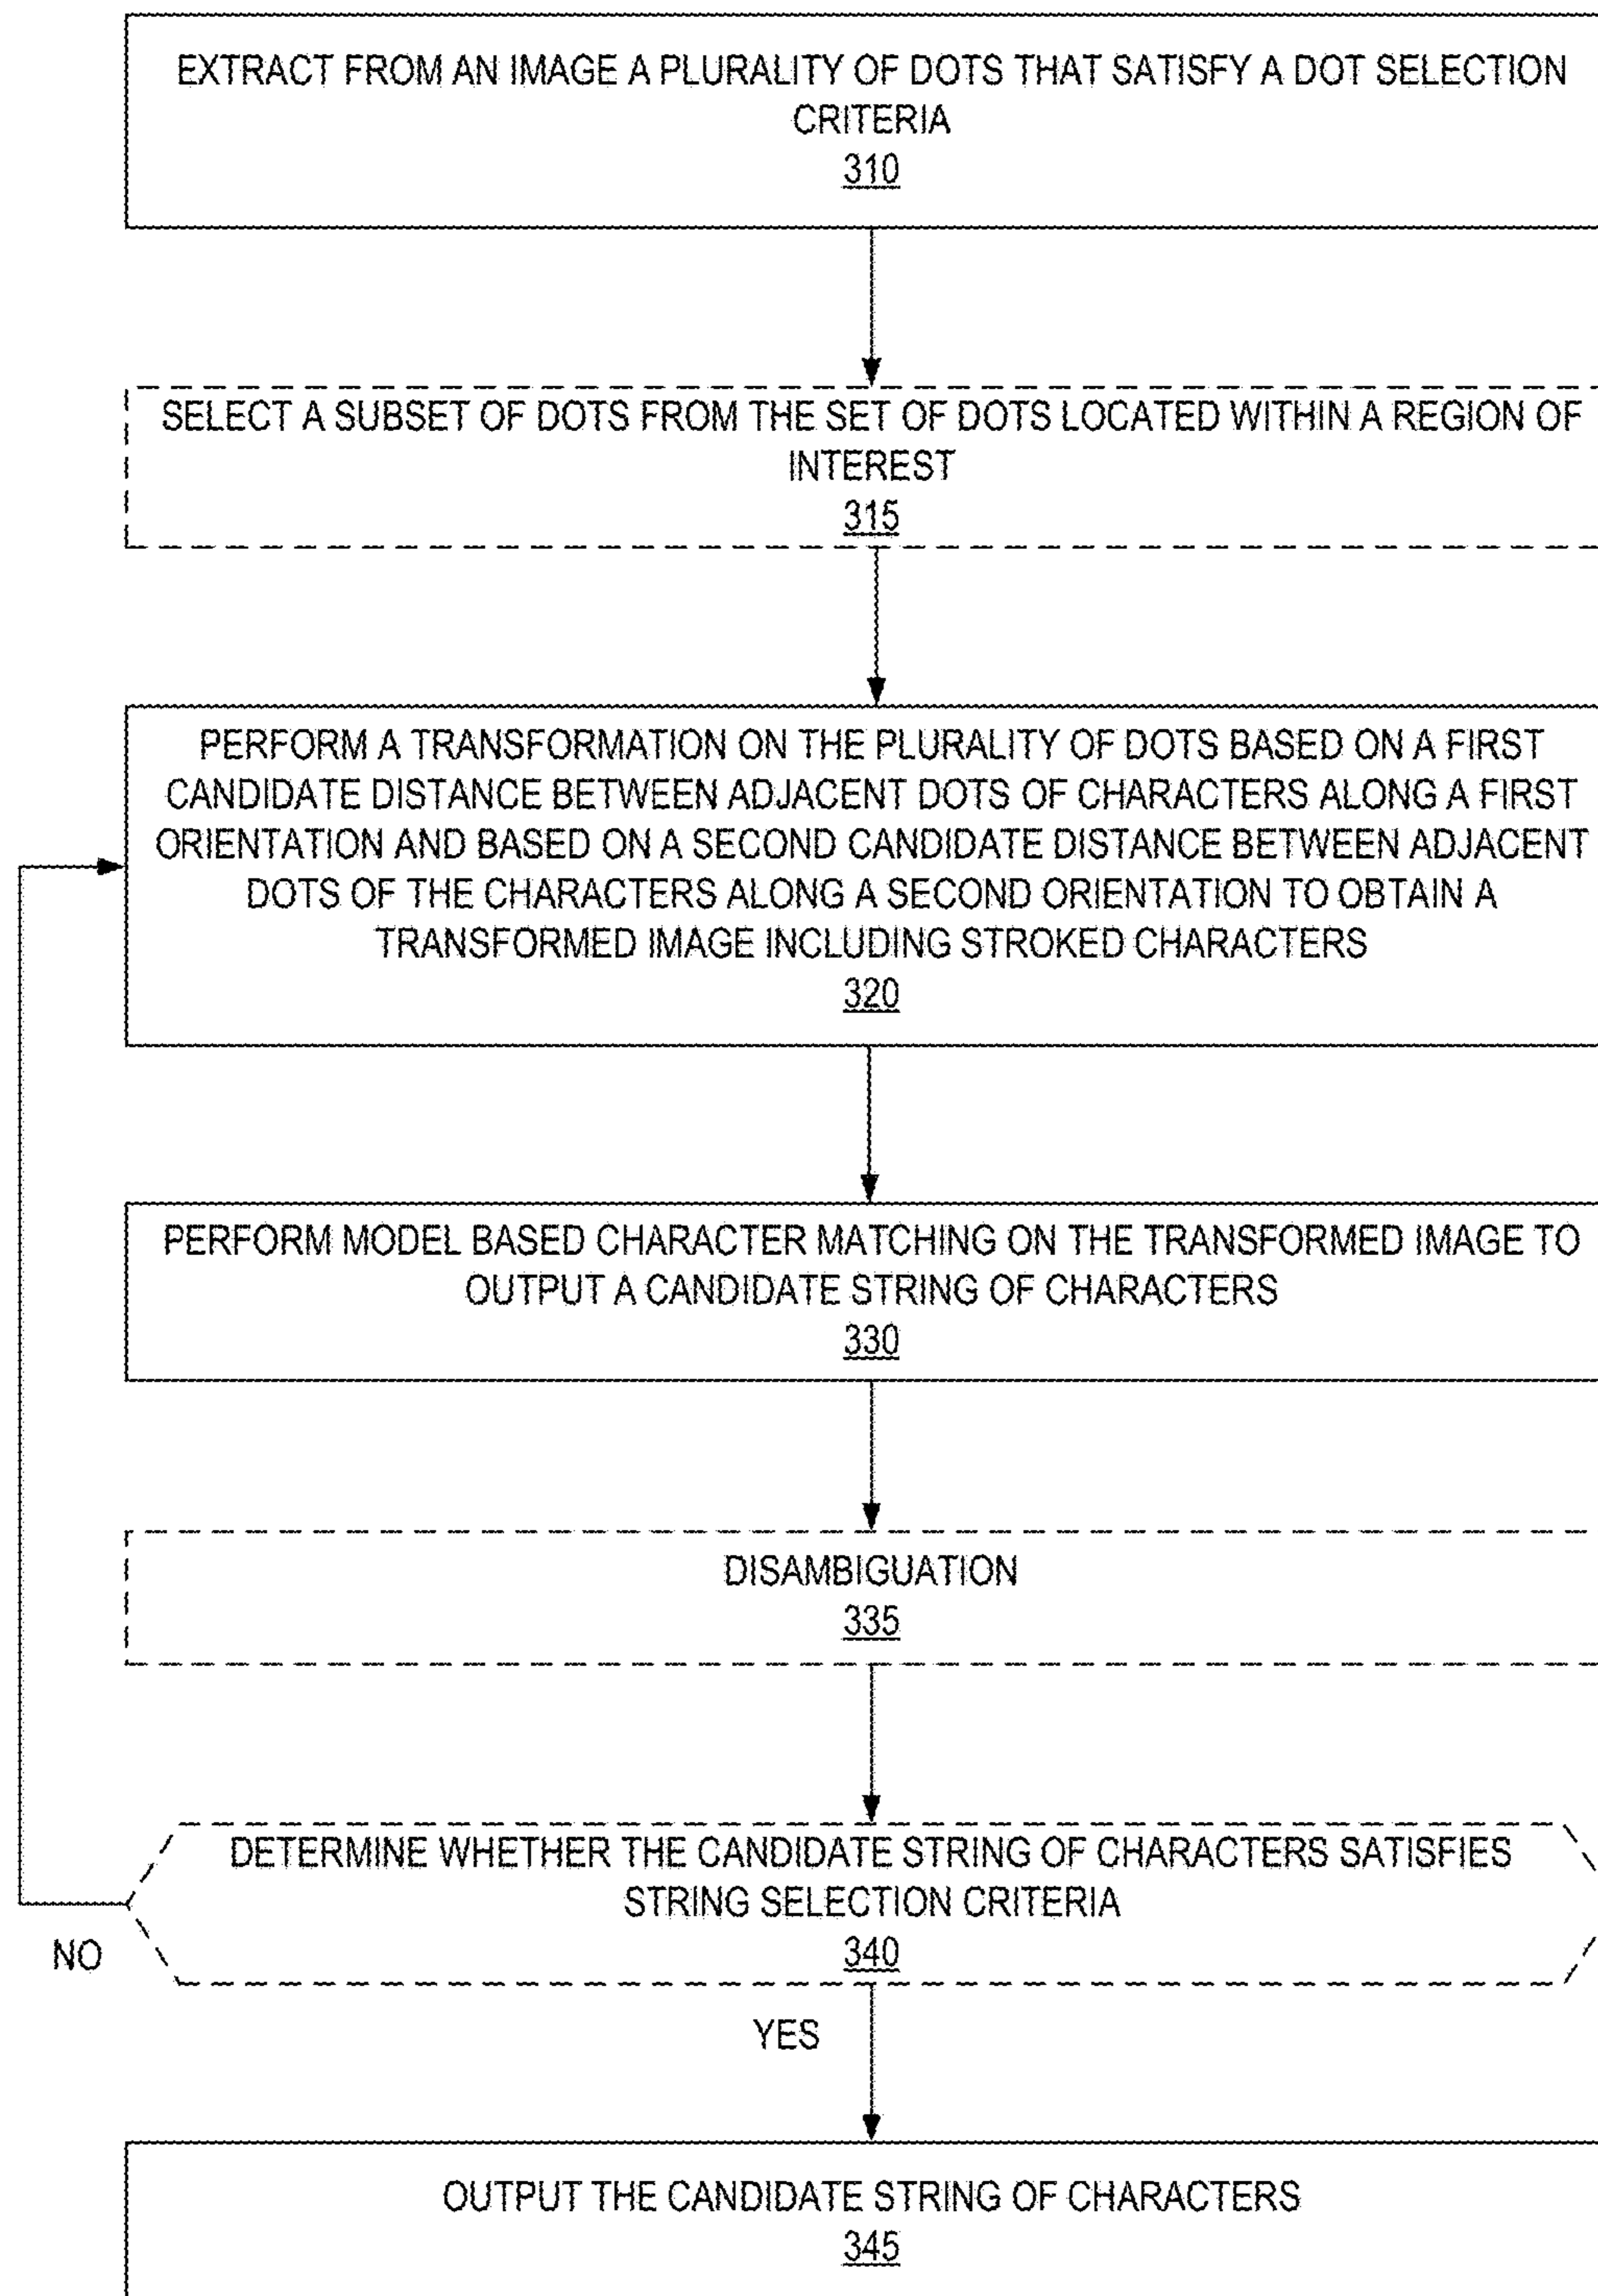 EXTRACT FROM AN IMAGE A PLURALITY OF DOTS THAT SATISFY A DOT SELECTION
CRITERIA
310
SELECT A SUBSET OF DOTS FROM THE SET OF DOTS LOCATED WITHIN A REGION OF
INTEREST
315
PERFORM A TRANSFORMATION ON THE PLURALITY OF DOTS BASED ON A FIRST
CANDIDATE DISTANCE BETWEEN ADJACENT DOTS OF CHARACTERS ALONG A FIRST
ORIENTATION AND BASED ON A SECOND CANDIDATE DISTANCE BETWEEN ADJACENT
DOTS OF THE CHARACTERS ALONG A SECOND ORIENTATION TO OBTAIN A
TRANSFORMED IMAGE INCLUDING STROKED CHARACTERS
320
PERFORM MODEL BASED CHARACTER MATCHING ON THE TRANSFORMED IMAGE TO
OUTPUT A CANDIDATE STRING OF CHARACTERS
330
DISAMBIGUATION
335
DETERMINE WHETHER THE CANDIDATE STRING OF CHARACTERS SATISFIES
STRING SELECTION CRITERIA
340
NO
YES
OUTPUT THE CANDIDATE STRING OF CHARACTERS
345